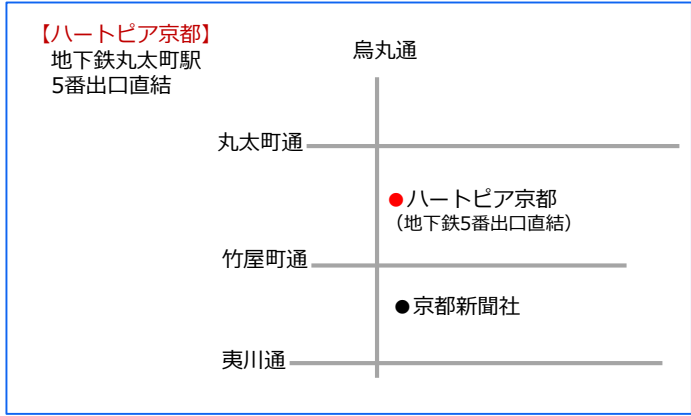 【ハートピア京都】
地下鉄丸太町駅
5番出口直結
烏丸通
丸太町通
●ハートピア京都
（地下鉄5番出口直結）
竹屋町通
●京都新聞社
夷川通